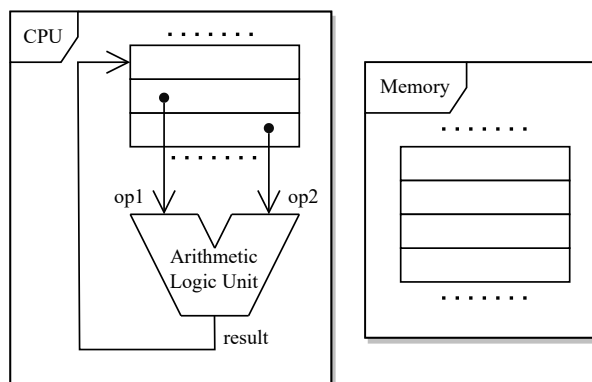 CPU
Memory
op1
op2
Arithmetic
Logic Unit
result